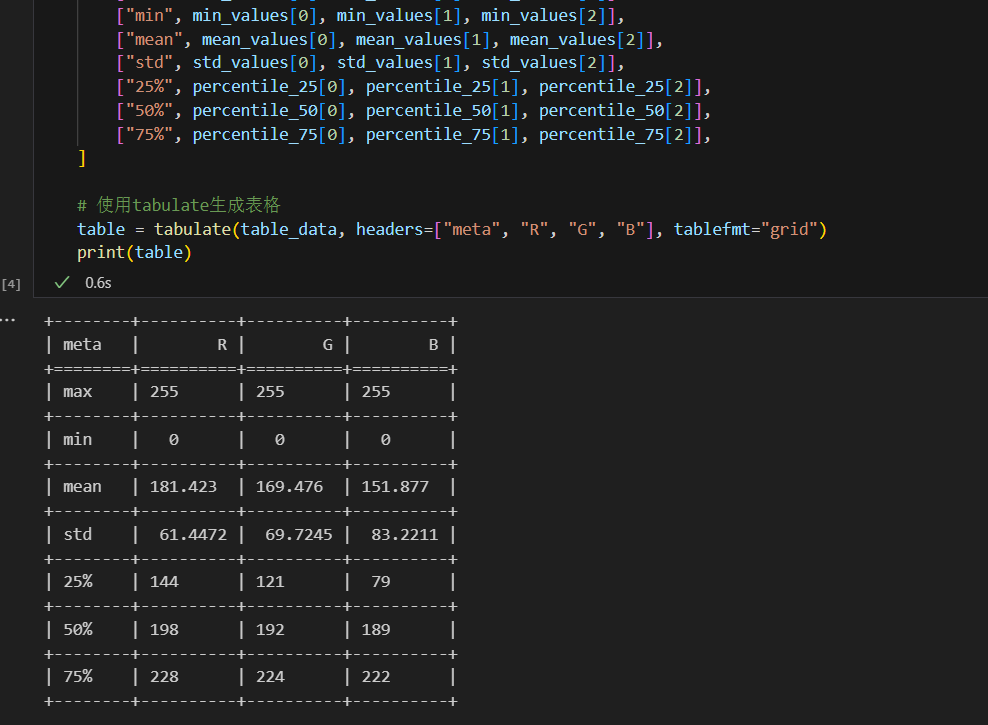 ["min", min_values[0], min_values[1], min_values[2]],
["mean", mean_values[0], mean_values[1], mean_values[2]],
["std", std_values[0], std_values[1], std_values[2]],
["25%", percentile_25[0], percentile_25[1], percentile_25[2]],
["50%", percentile_50[0], percentile_50[1], percentile_50[2]],
["75%", percentile_75[0], percentile_75[1], percentile_75[2]],
]
# 使用tabulate生成表格
table = tabulate(table_data, headers=["meta", "R", "G", "B"], tablefmt="grid")
print(table)
[4] ✓ 0.6s
...
+--------+----------+----------+----------+
| meta   |        R |        G |        B |
+========+==========+==========+==========+
| max    | 255      | 255      | 255      |
+--------+----------+----------+----------+
| min    |   0      |   0      |   0      |
+--------+----------+----------+----------+
| mean   | 181.423  | 169.476  | 151.877  |
+--------+----------+----------+----------+
| std    |  61.4472 |  69.7245 |  83.2211 |
+--------+----------+----------+----------+
| 25%    | 144      | 121      |  79      |
+--------+----------+----------+----------+
| 50%    | 198      | 192      | 189      |
+--------+----------+----------+----------+
| 75%    | 228      | 224      | 222      |
+--------+----------+----------+----------+